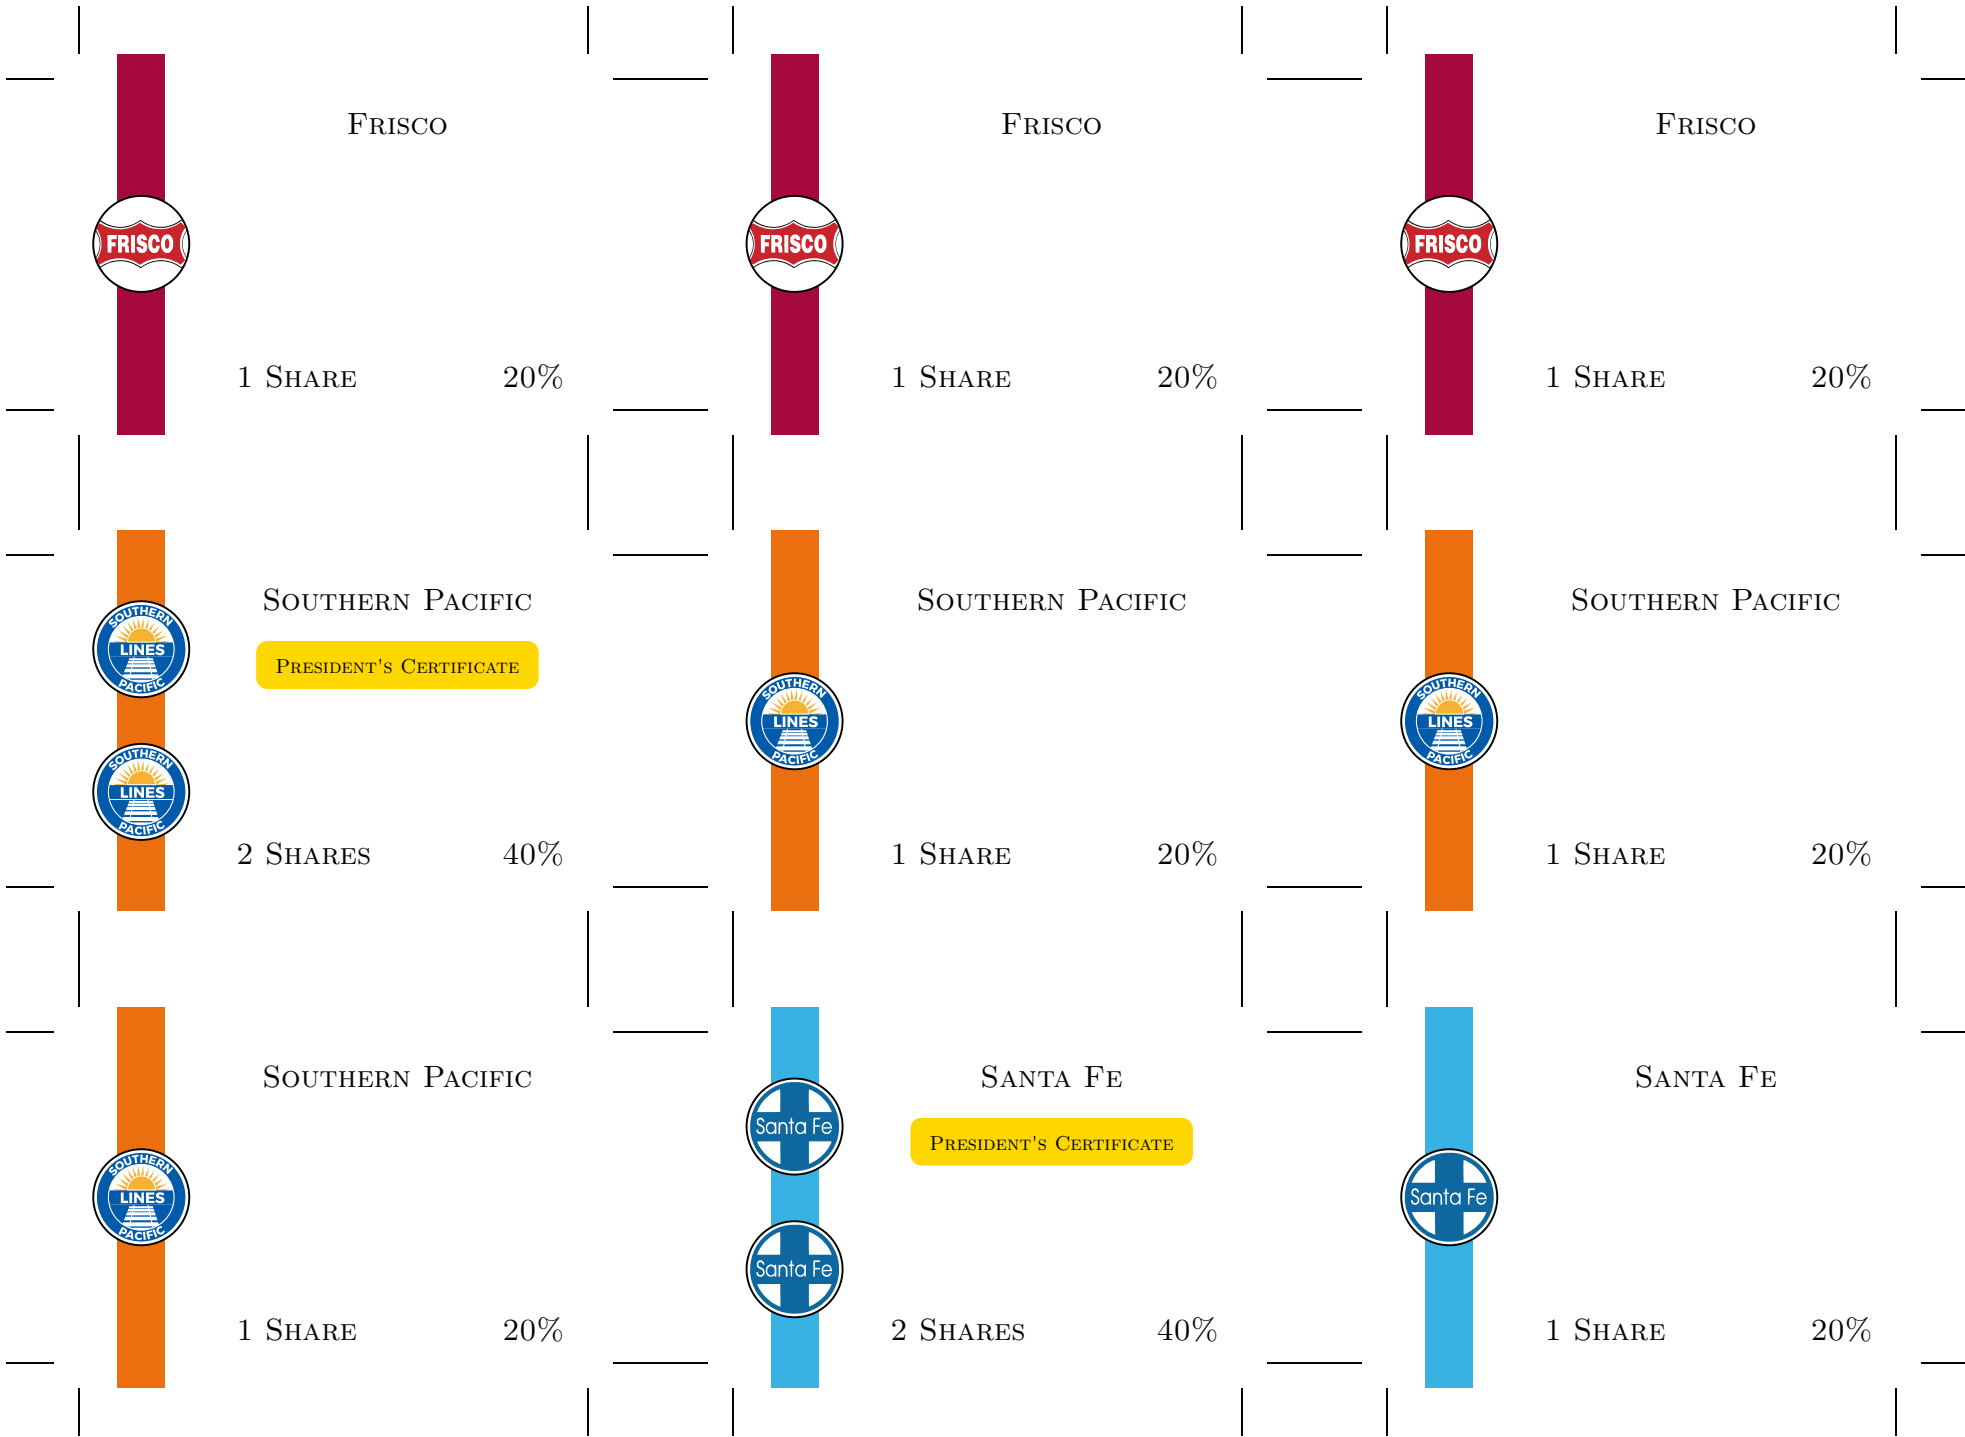 Frisco
FRISCO
1 Share 20%
Frisco
FRISCO
1 Share 20%
Frisco
FRISCO
1 Share 20%
Southern Pacific
President's Certificate
SOUTHERN
LINES
PACIFIC
SOUTHERN
LINES
PACIFIC
2 Shares 40%
Southern Pacific
SOUTHERN
LINES
PACIFIC
1 Share 20%
Southern Pacific
SOUTHERN
LINES
PACIFIC
1 Share 20%
Southern Pacific
SOUTHERN
LINES
PACIFIC
1 Share 20%
Santa Fe
President's Certificate
Santa Fe
Santa Fe
2 Shares 40%
Santa Fe
Santa Fe
1 Share 20%